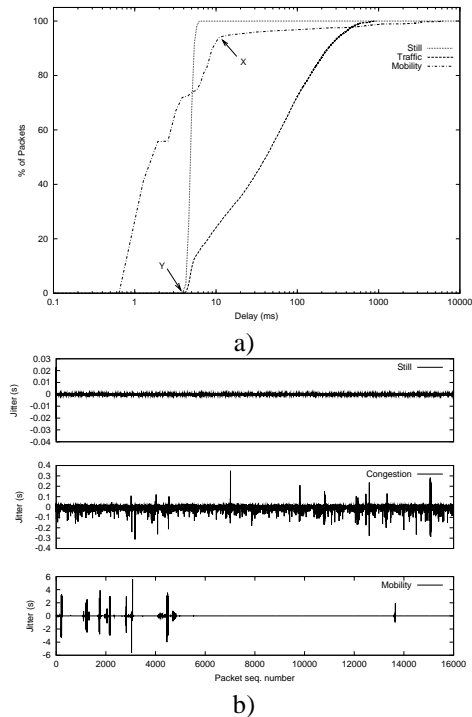 100
80
60
40
20
0
% of Packets
X
Y
Still
Traffic
Mobility
0.1 1 10 100 1000 10000
Delay (ms)
a)
0.03
0.02
0.01
0
-0.01
-0.02
-0.03
-0.04
Jitter (s)
Still
0.4
0.3
0.2
0.1
0
-0.1
-0.2
-0.3
-0.4
Jitter (s)
Congestion
6
4
2
0
-2
-4
-6
Jitter (s)
Mobility
0 2000 4000 6000 8000 10000 12000 14000 16000
Packet seq. number
b)